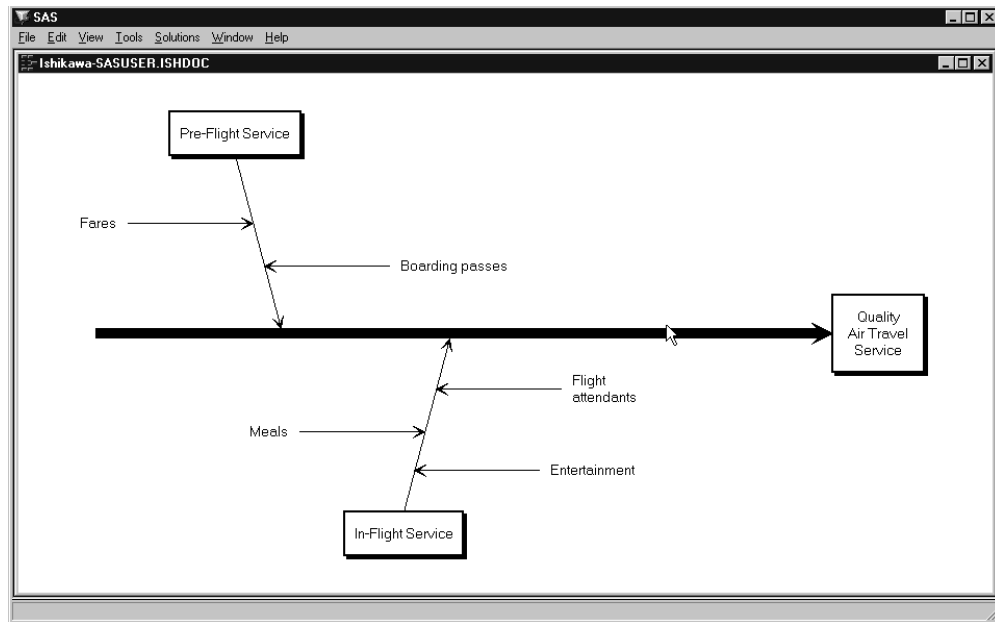 SAS
File Edit View Tools Solutions Window Help
Ishikawa-SASUSER.ISHDOC
Pre-Flight Service
Fares
Boarding passes
Quality
Air Travel
Service
Flight
attendants
Meals
Entertainment
In-Flight Service